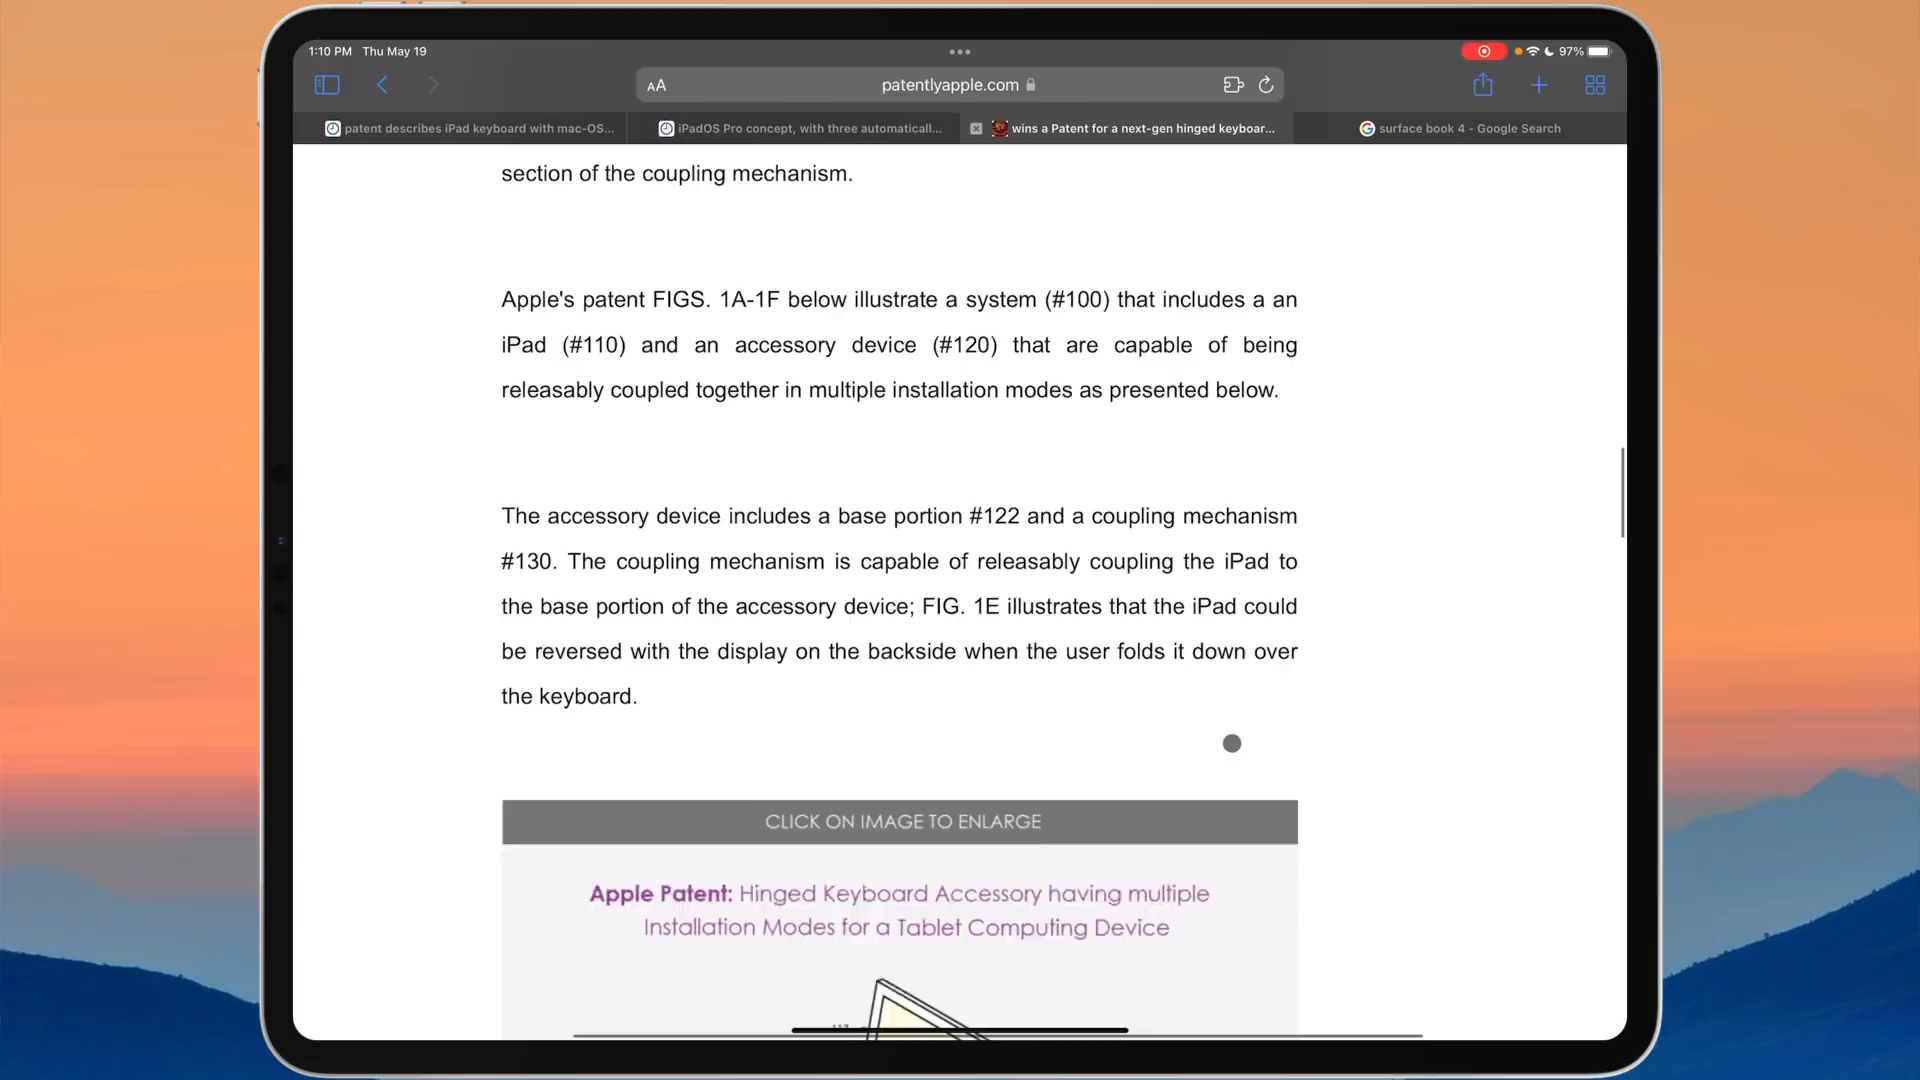 1:10 PM Thu May 19
97%
AA
patentlyapple.com
patent describes iPad keyboard with mac-OS...
iPadOS Pro concept, with three automaticall...
wins a Patent for a next-gen hinged keyboar...
surface book 4 - Google Search
section of the coupling mechanism.
Apple's patent FIGS. 1A-1F below illustrate a system (#100) that includes a an
iPad (#110) and an accessory device (#120) that are capable of being
releasably coupled together in multiple installation modes as presented below.
The accessory device includes a base portion #122 and a coupling mechanism
#130. The coupling mechanism is capable of releasably coupling the iPad to
the base portion of the accessory device; FIG. 1E illustrates that the iPad could
be reversed with the display on the backside when the user folds it down over
the keyboard.
CLICK ON IMAGE TO ENLARGE
Apple Patent: Hinged Keyboard Accessory having multiple
Installation Modes for a Tablet Computing Device